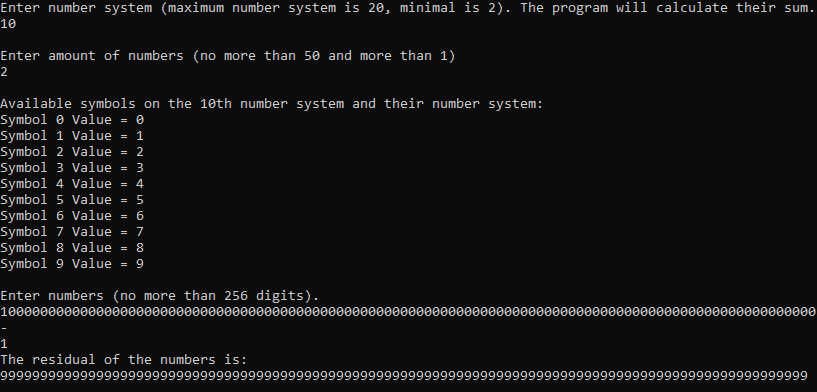 Enter number system (maximum number system is 20, minimal is 2). The program will calculate their sum.
10
Enter amount of numbers (no more than 50 and more than 1)
2
Available symbols on the 10th number system and their number system:
Symbol 0 Value = 0
Symbol 1 Value = 1
Symbol 2 Value = 2
Symbol 3 Value = 3
Symbol 4 Value = 4
Symbol 5 Value = 5
Symbol 6 Value = 6
Symbol 7 Value = 7
Symbol 8 Value = 8
Symbol 9 Value = 9
Enter numbers (no more than 256 digits).
100000000000000000000000000000000000000000000000000000000000000000000000000000000000000000000000000000
-
1
The residual of the numbers is:
99999999999999999999999999999999999999999999999999999999999999999999999999999999999999999999999999999